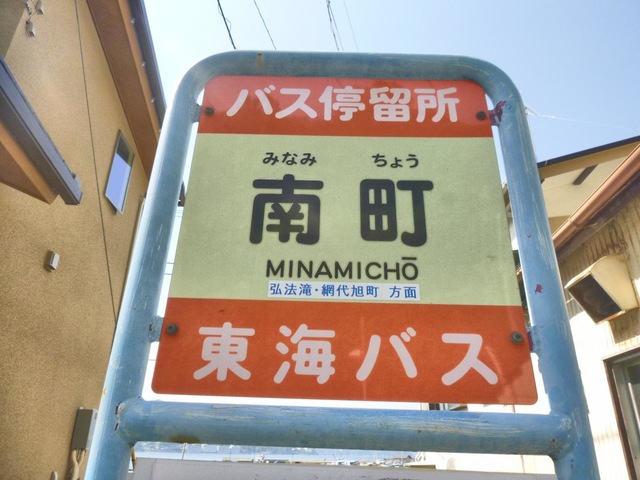 バス停留所
みなみ ちょう
南町
MINAMICHŌ
弘法滝・網代旭町 方面
東海バス